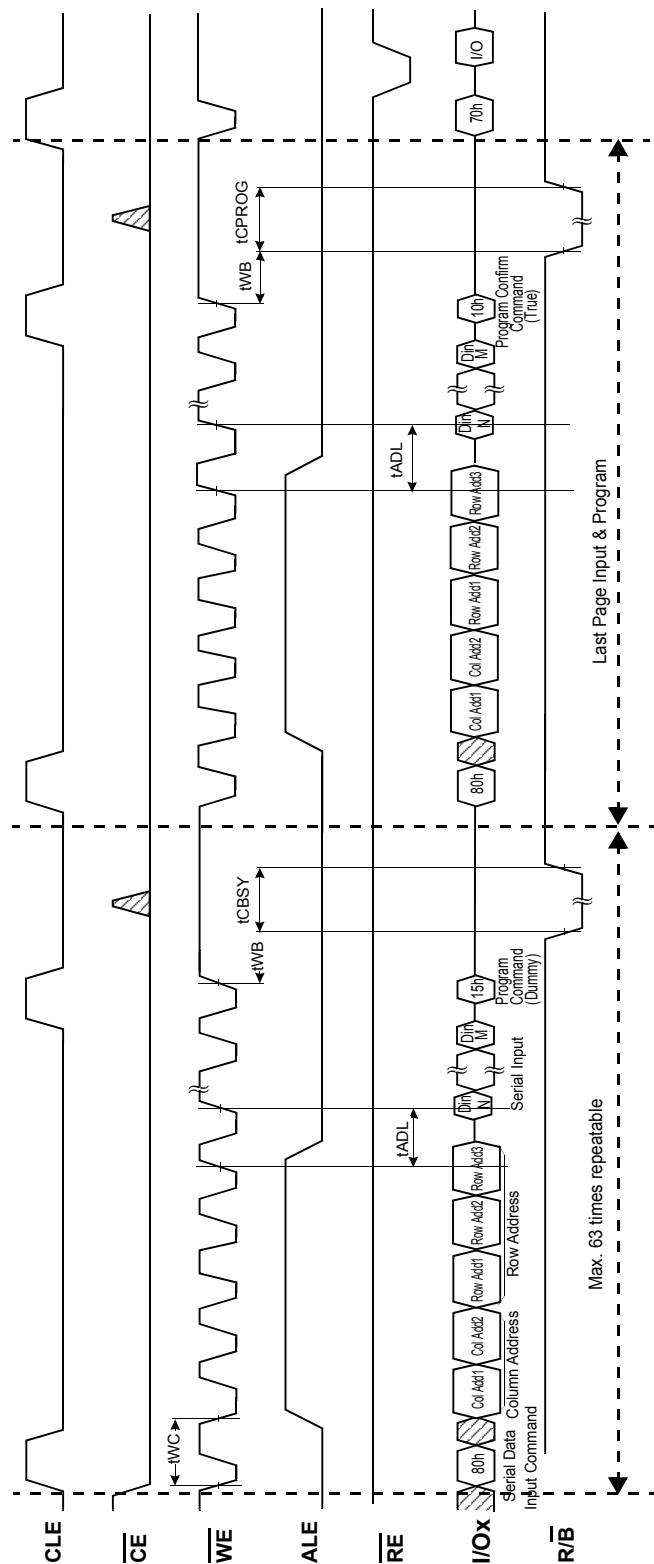 CLE
CE
WE
ALE
RE
I/Ox
R/B
tWC
tADL
tWB
tCBSY
tADL
tWB
tCPROG
80h
Col Add1
Col Add2
Row Add1
Row Add2
Row Add3
Din
N
Din
M
15h
80h
Col Add1
Col Add2
Row Add1
Row Add2
Row Add3
Din
N
Din
M
10h
70h
I/O
Serial Data
Input Command
Column Address
Row Address
Serial Input
Program
Command
(Dummy)
Program Confirm
Command
(True)
Max. 63 times repeatable
Last Page Input & Program